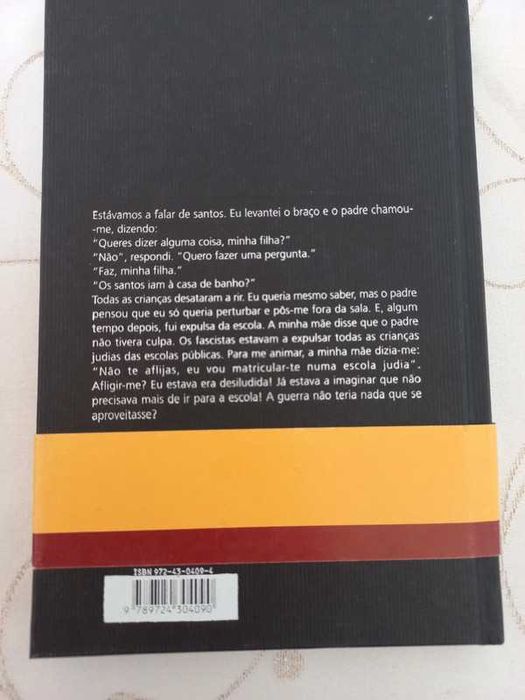 Estávamos a falar de santos. Eu levantei o braço e o padre chamou-
-me, dizendo:
"Queres dizer alguma coisa, minha filha?"
"Não", respondi. "Quero fazer uma pergunta."
"Faz, minha filha."
"Os santos iam à casa de banho?"
Todas as crianças desataram a rir. Eu queria mesmo saber, mas o padre
pensou que eu só queria perturbar e pôs-me fora da sala. E, algum
tempo depois, fui expulsa da escola. A minha mãe disse que o padre
não tivera culpa. Os fascistas estavam a expulsar todas as crianças
judias das escolas públicas. Para me animar, a minha mãe dizia-me:
"Não te aflijas, eu vou matricular-te numa escola judia".
Afligir-me? Eu estava era desiludida! Já estava a imaginar que não
precisava mais de ir para a escola! A guerra não teria nada que se
aproveitasse?
ISBN 972-43-0409-4
9 789724 304090